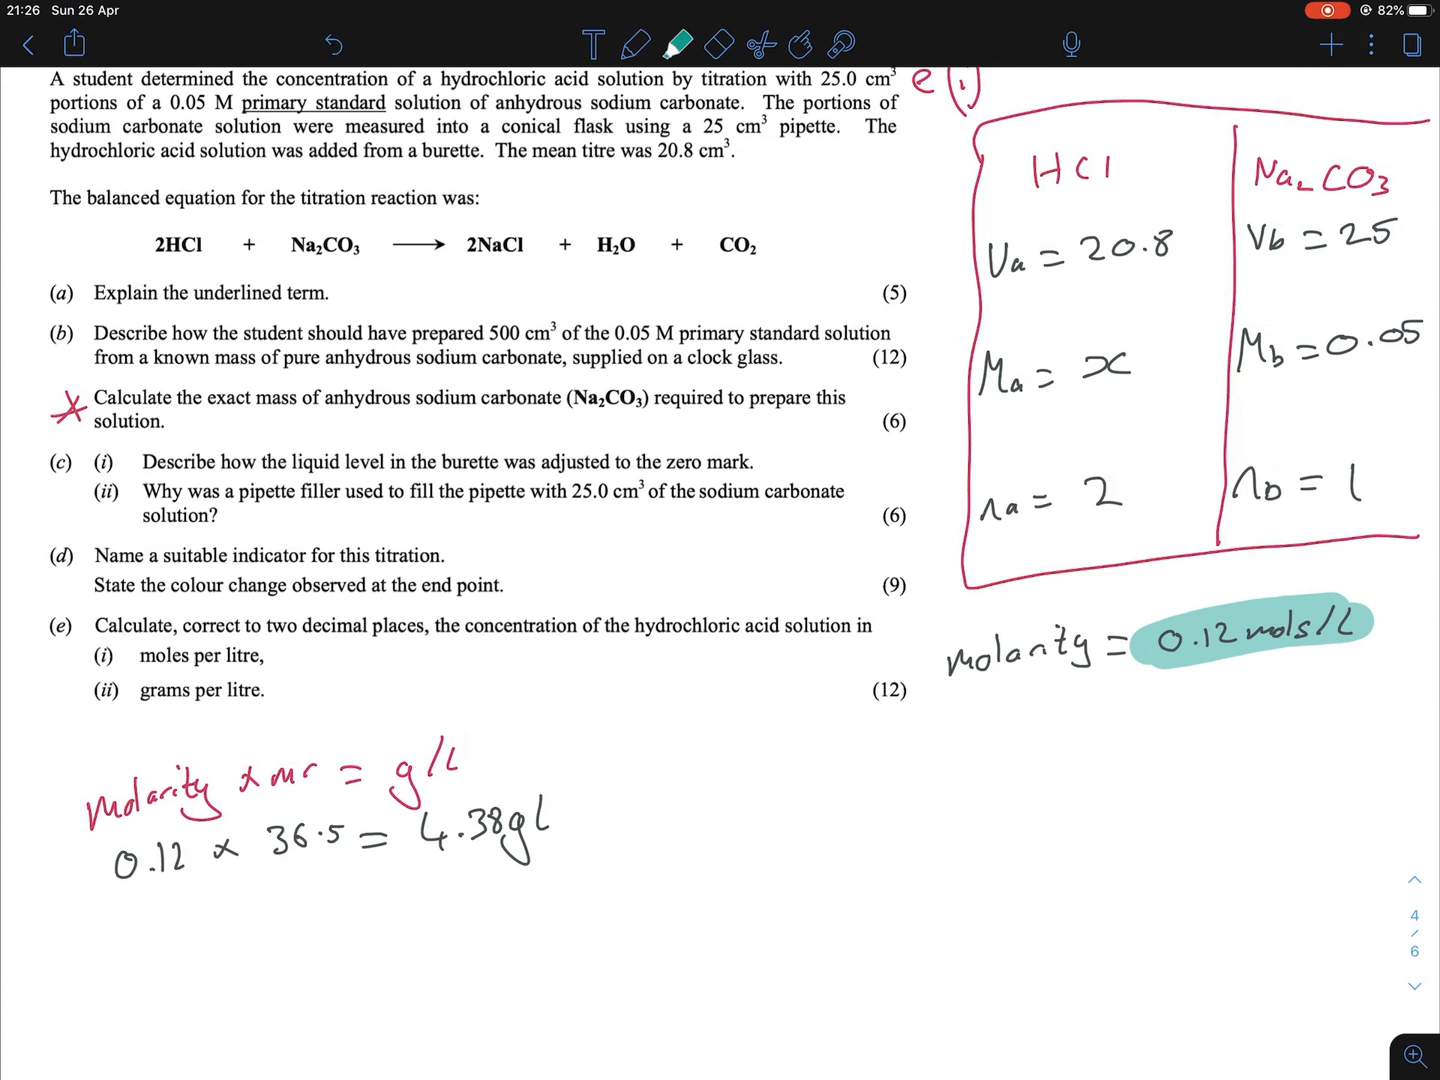 21:26 Sun 26 Apr
82%
A student determined the concentration of a hydrochloric acid solution by titration with 25.0 cm³
portions of a 0.05 M primary standard solution of anhydrous sodium carbonate. The portions of
sodium carbonate solution were measured into a conical flask using a 25 cm³ pipette. The
hydrochloric acid solution was added from a burette. The mean titre was 20.8 cm³.
The balanced equation for the titration reaction was:
2HCl + Na₂CO₃ ⟶ 2NaCl + H₂O + CO₂
(a) Explain the underlined term. (5)
(b) Describe how the student should have prepared 500 cm³ of the 0.05 M primary standard solution
from a known mass of pure anhydrous sodium carbonate, supplied on a clock glass. (12)
Calculate the exact mass of anhydrous sodium carbonate (Na₂CO₃) required to prepare this
solution. (6)
(c) (i) Describe how the liquid level in the burette was adjusted to the zero mark.
(ii) Why was a pipette filler used to fill the pipette with 25.0 cm³ of the sodium carbonate
solution? (6)
(d) Name a suitable indicator for this titration.
State the colour change observed at the end point. (9)
(e) Calculate, correct to two decimal places, the concentration of the hydrochloric acid solution in
(i) moles per litre,
(ii) grams per litre. (12)
molarity × mr = g/L
0.12 × 36.5 = 4.38gL
e (i)
HCl Na₂CO3
Va = 20.8 Vb = 25
Ma = x Mb = 0.05
na = 2 nb = 1
molarity = 0.12mols/L
4
/
6